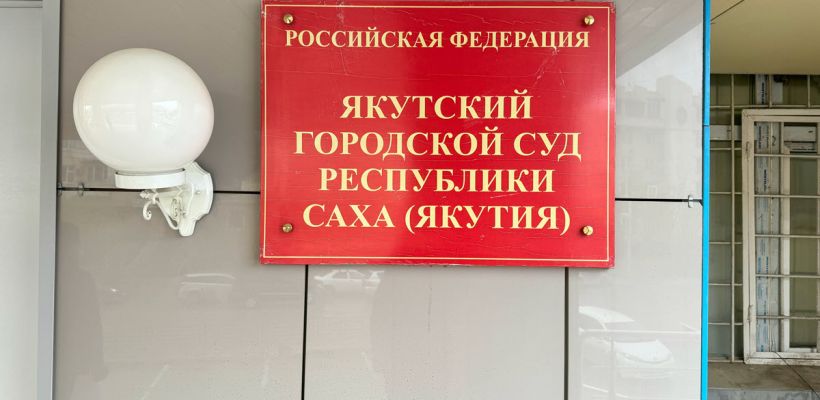 РОССИЙСКАЯ ФЕДЕРАЦИЯ
ЯКУТСКИЙ
ГОРОДСКОЙ СУД
РЕСПУБЛИКИ
САХА (ЯКУТИЯ)